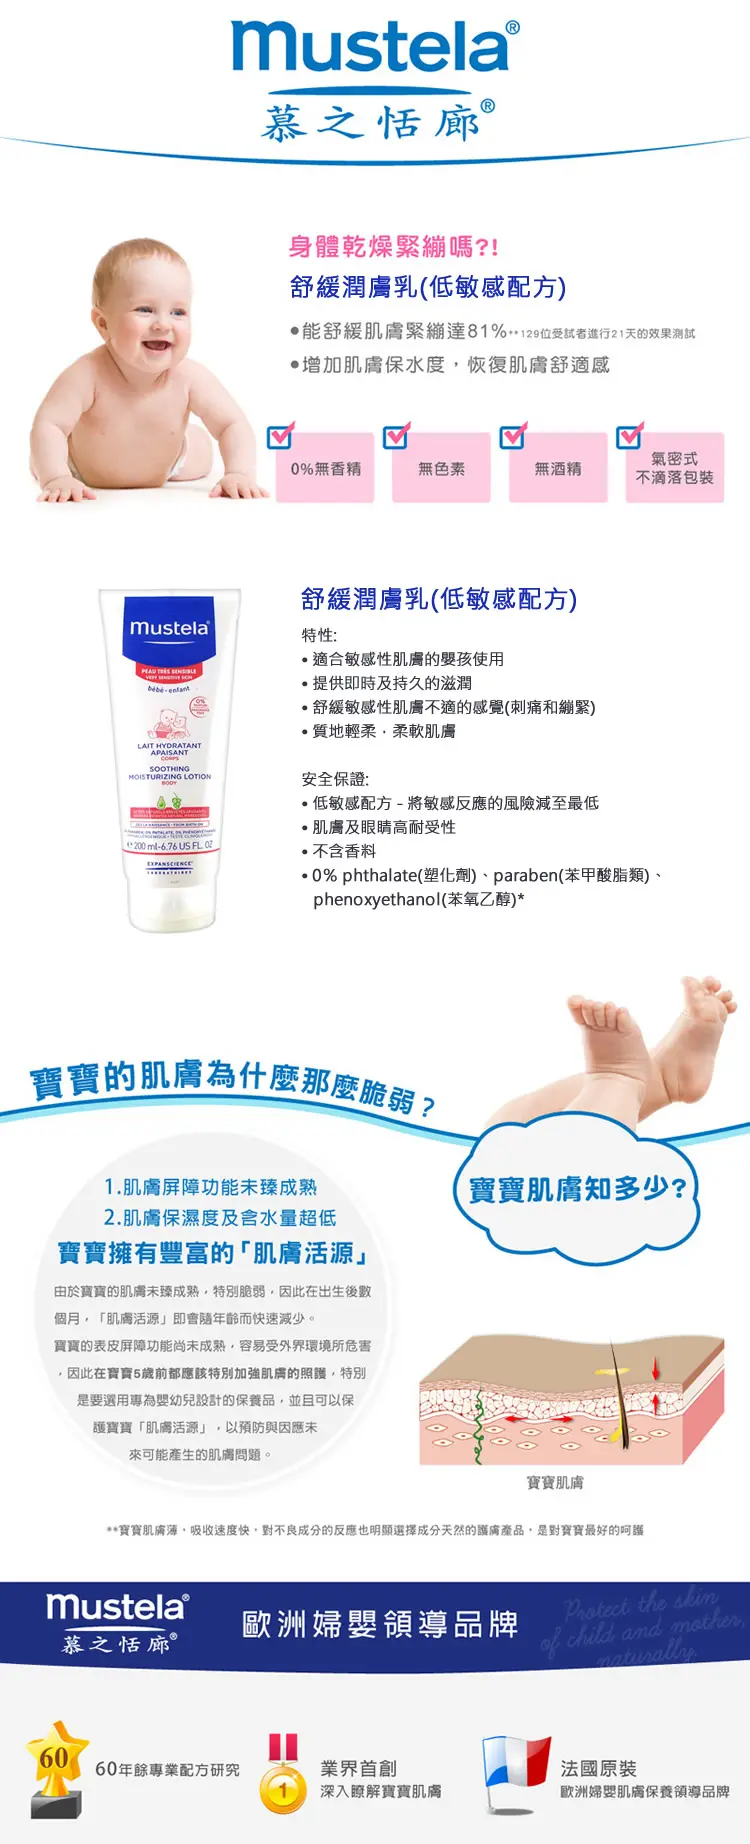 mustela®
慕之恬廊®
身體乾燥緊繃嗎?!
舒緩潤膚乳(低敏感配方)
●能舒緩肌膚緊繃達81%**129位受試者進行21天的效果測試
●增加肌膚保水度，恢復肌膚舒適感
0%無香精
無色素
無酒精
氣密式
不滴落包裝
mustela®
PEAU TRÈS SENSIBLE
VERY SENSITIVE SKIN
bébé - enfant
0%
LAIT HYDRATANT
APAISANT
CORPS
SOOTHING
MOISTURIZING LOTION
BODY
200 ml-6.76 US FL. OZ
EXPANSCIENCE
LABORATOIRES
舒緩潤膚乳(低敏感配方)
特性:
• 適合敏感性肌膚的嬰孩使用
• 提供即時及持久的滋潤
• 舒緩敏感性肌膚不適的感覺(刺痛和繃緊)
• 質地輕柔，柔軟肌膚
安全保證:
• 低敏感配方 - 將敏感反應的風險減至最低
• 肌膚及眼睛高耐受性
• 不含香料
• 0% phthalate(塑化劑)、paraben(苯甲酸脂類)、
phenoxyethanol(苯氧乙醇)*
寶寶的肌膚為什麼那麼脆弱？
1.肌膚屏障功能未臻成熟
2.肌膚保濕度及含水量超低
寶寶擁有豐富的「肌膚活源」
由於寶寶的肌膚未臻成熟，特別脆弱，因此在出生後數
個月，「肌膚活源」即會隨年齡而快速減少。
寶寶的表皮屏障功能尚未成熟，容易受外界環境所危害
，因此在寶寶5歲前都應該特別加強肌膚的照護，特別
是要選用專為嬰幼兒設計的保養品，並且可以保
護寶寶「肌膚活源」，以預防與因應未
來可能產生的肌膚問題。
寶寶肌膚知多少?
寶寶肌膚
**寶寶肌膚薄，吸收速度快，對不良成分的反應也明顯選擇成分天然的護膚產品，是對寶寶最好的呵護
mustela®
慕之恬廊®
歐洲婦嬰領導品牌
Protect the skin
of child and mother,
naturally.
60
60年餘專業配方研究
1
業界首創
深入瞭解寶寶肌膚
法國原裝
歐洲婦嬰肌膚保養領導品牌